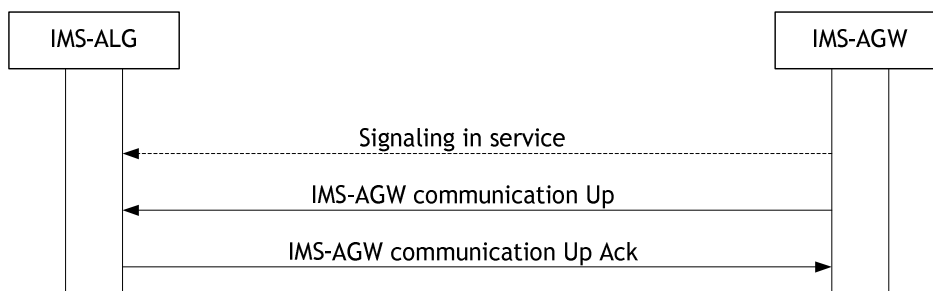 IMS-ALG
IMS-AGW
Signaling in service
IMS-AGW communication Up
IMS-AGW communication Up Ack